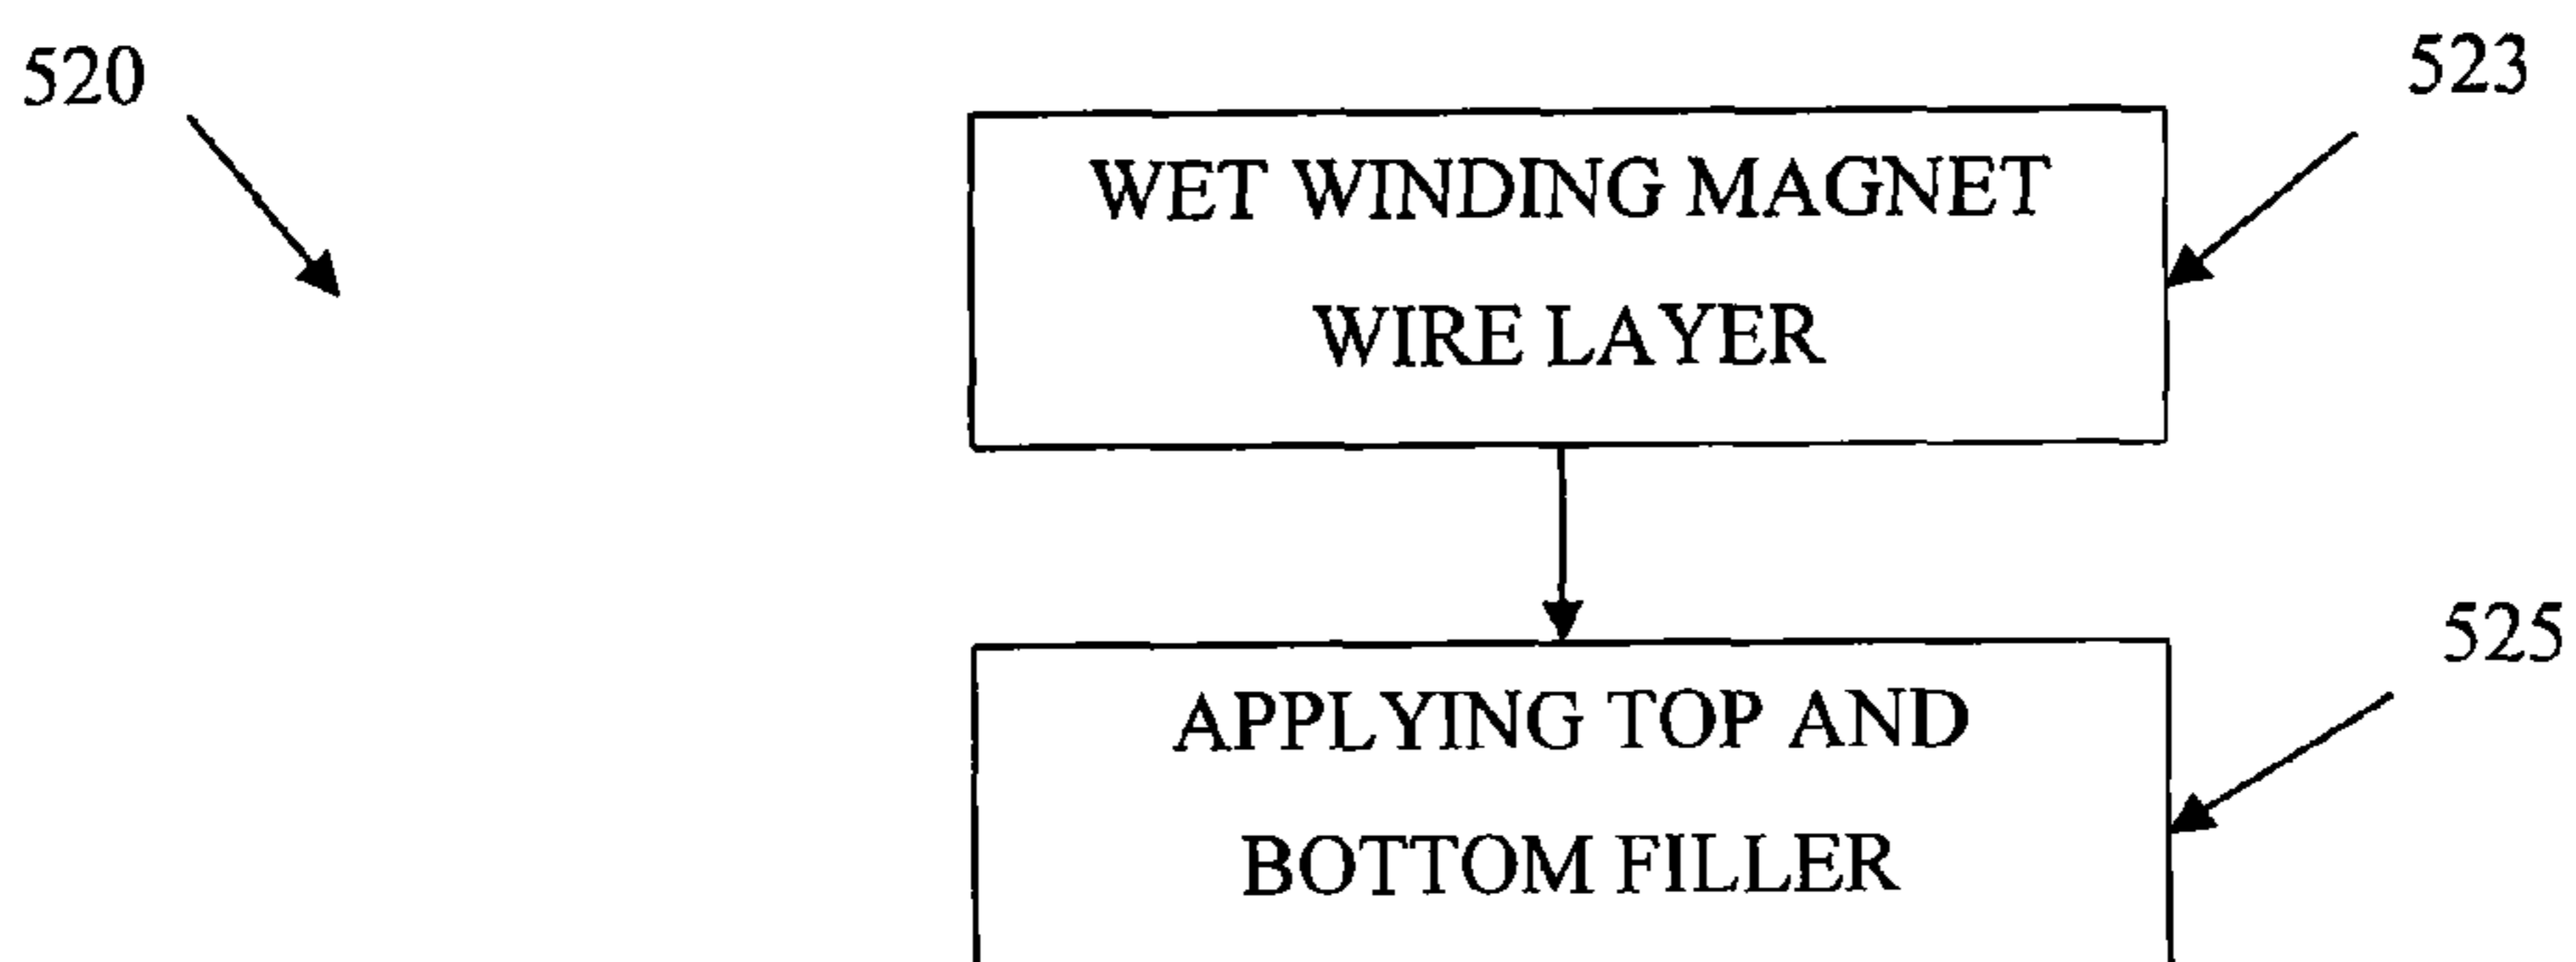 520
523
WET WINDING MAGNET
WIRE LAYER
525
APPLYING TOP AND
BOTTOM FILLER